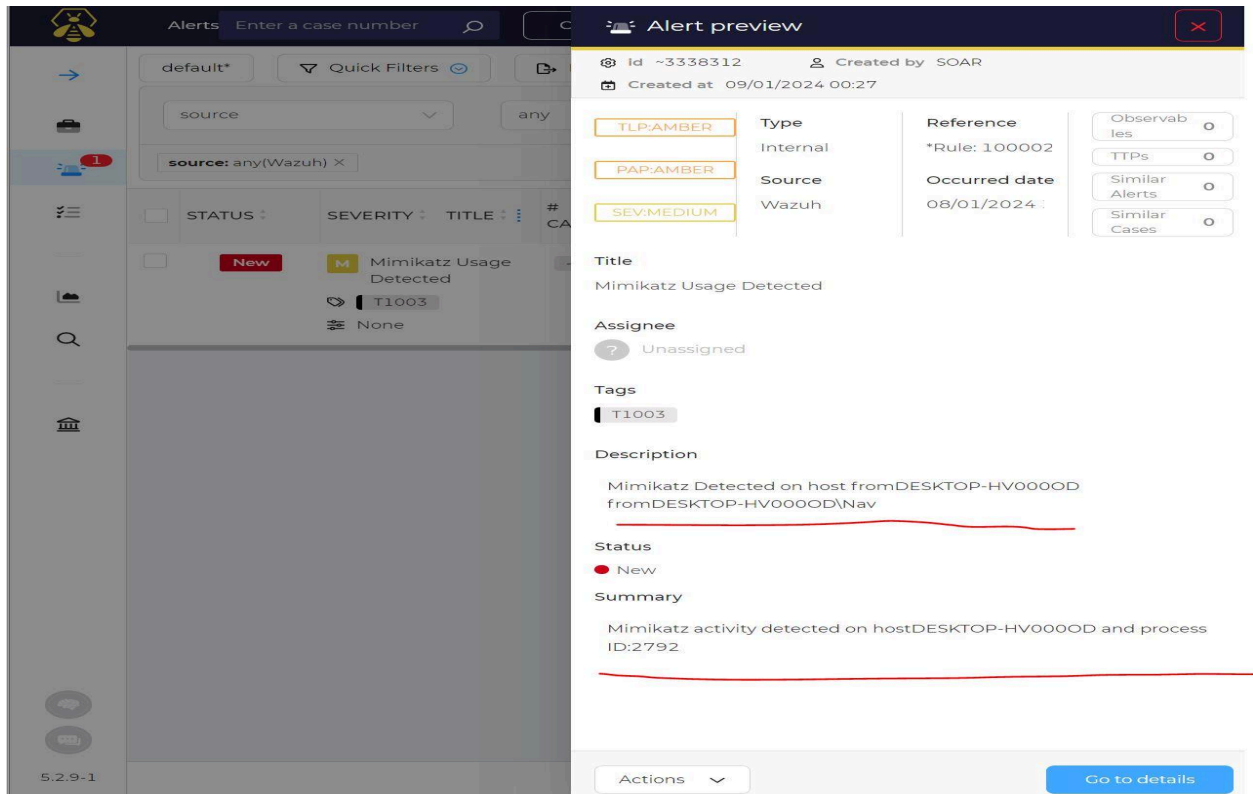 Alerts Enter a case number
default* Quick Filters
source any
source: any(Wazuh) ×
STATUS SEVERITY TITLE # CA
New M Mimikatz Usage
Detected
T1003
None
5.2.9-1
Alert preview
Id ~3338312 Created by SOAR
Created at 09/01/2024 00:27
TLP:AMBER
PAP:AMBER
SEV:MEDIUM
Type
Internal
Source
Wazuh
Reference
*Rule: 100002
Occurred date
08/01/2024
Observab
les 0
TTPs 0
Similar
Alerts 0
Similar
Cases 0
Title
Mimikatz Usage Detected
Assignee
? Unassigned
Tags
T1003
Description
Mimikatz Detected on host fromDESKTOP-HV000OD
fromDESKTOP-HV000OD\Nav
Status
New
Summary
Mimikatz activity detected on hostDESKTOP-HV000OD and process
ID:2792
Actions
Go to details
1